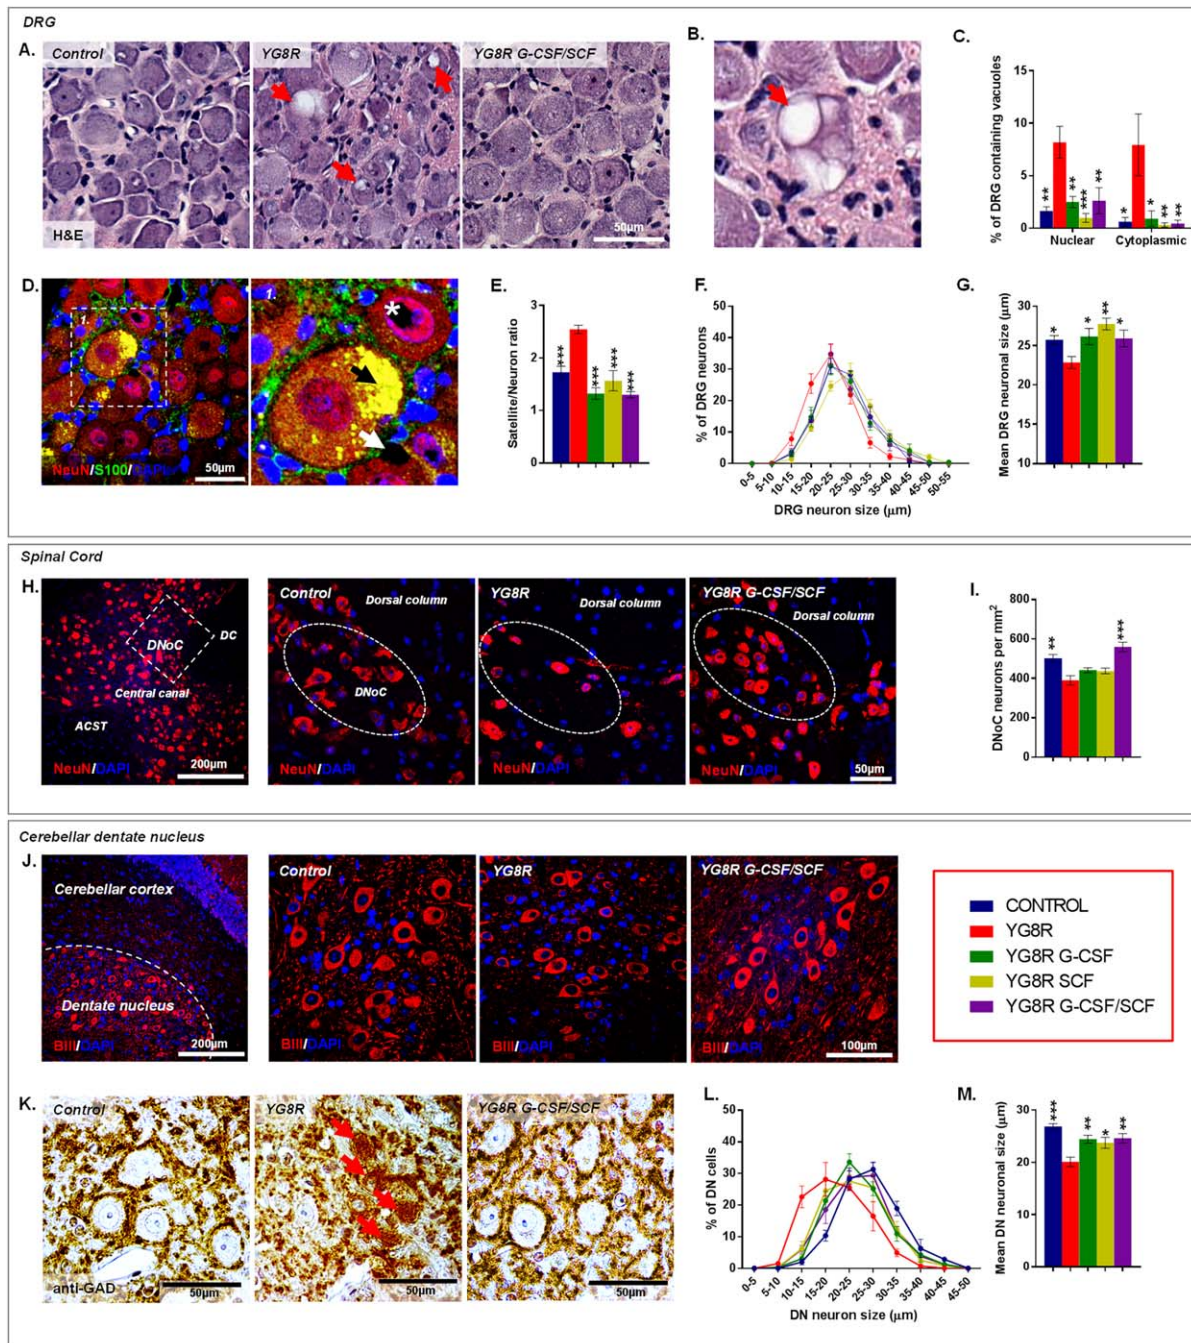 DRG
A. Control YG8R YG8R G-CSF/SCF
H&E 50µm
B.
C.
% of DRG containing vacuoles
15
10
5
0
** ** *** ** * * ** **
Nuclear Cytoplasmic
D. 1. 1. *
NeuN/S100/DAPI 50µm
E.
Satellite/Neuron ratio
3
2
1
0
*** *** *** ***
F.
% of DRG neurons
50
40
30
20
10
0
0-5 5-10 10-15 15-20 20-25 25-30 30-35 35-40 40-45 45-50 50-55
DRG neuron size (µm)
G.
Mean DRG neuronal size (µm)
30
25
20
15
10
* * ** *
Spinal Cord
H.
DNoC DC
Central canal
ACST
NeuN/DAPI 200µm
Control Dorsal column
DNoC
NeuN/DAPI
YG8R Dorsal column
NeuN/DAPI
YG8R G-CSF/SCF
Dorsal column
NeuN/DAPI 50µm
I.
DNoC neurons per mm²
800
600
400
200
0
** ***
Cerebellar dentate nucleus
J.
Cerebellar cortex
Dentate nucleus
BIII/DAPI 200µm
Control
BIII/DAPI
YG8R
BIII/DAPI
YG8R G-CSF/SCF
BIII/DAPI 100µm
CONTROL
YG8R
YG8R G-CSF
YG8R SCF
YG8R G-CSF/SCF
K. Control YG8R YG8R G-CSF/SCF
anti-GAD 50µm 50µm 50µm
L.
% of DN cells
50
40
30
20
10
0
0-5 5-10 10-15 15-20 20-25 25-30 30-35 35-40 40-45 45-50
DN neuron size (µm)
M.
Mean DN neuronal size (µm)
30
20
10
0
*** ** * **